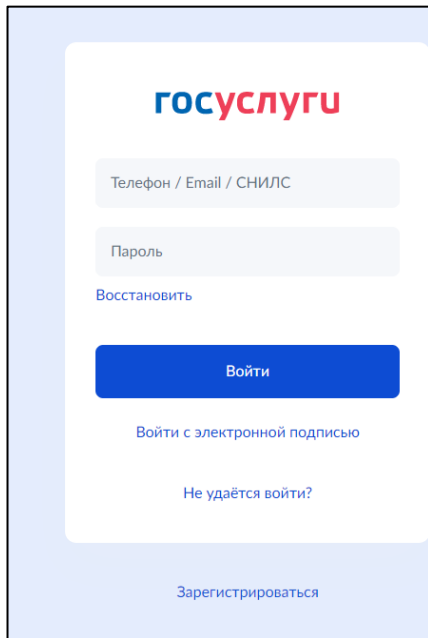 госуслуги
Телефон / Email / СНИЛС
Пароль
Восстановить
Войти
Войти с электронной подписью
Не удаётся войти?
Зарегистрироваться